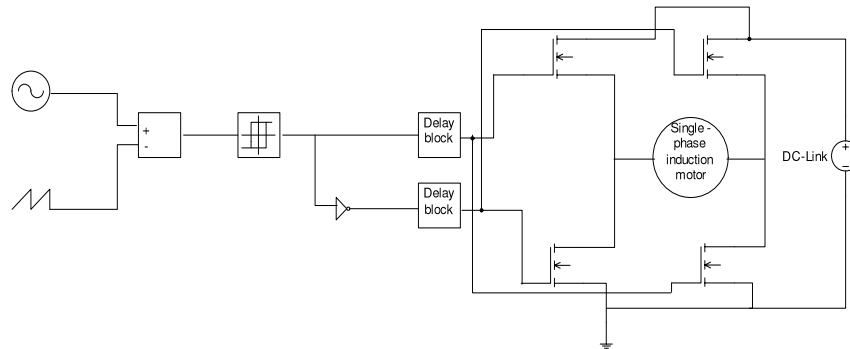 +
-
Delay
block
Delay
block
Single -
phase
induction
motor
DC-Link
+
−